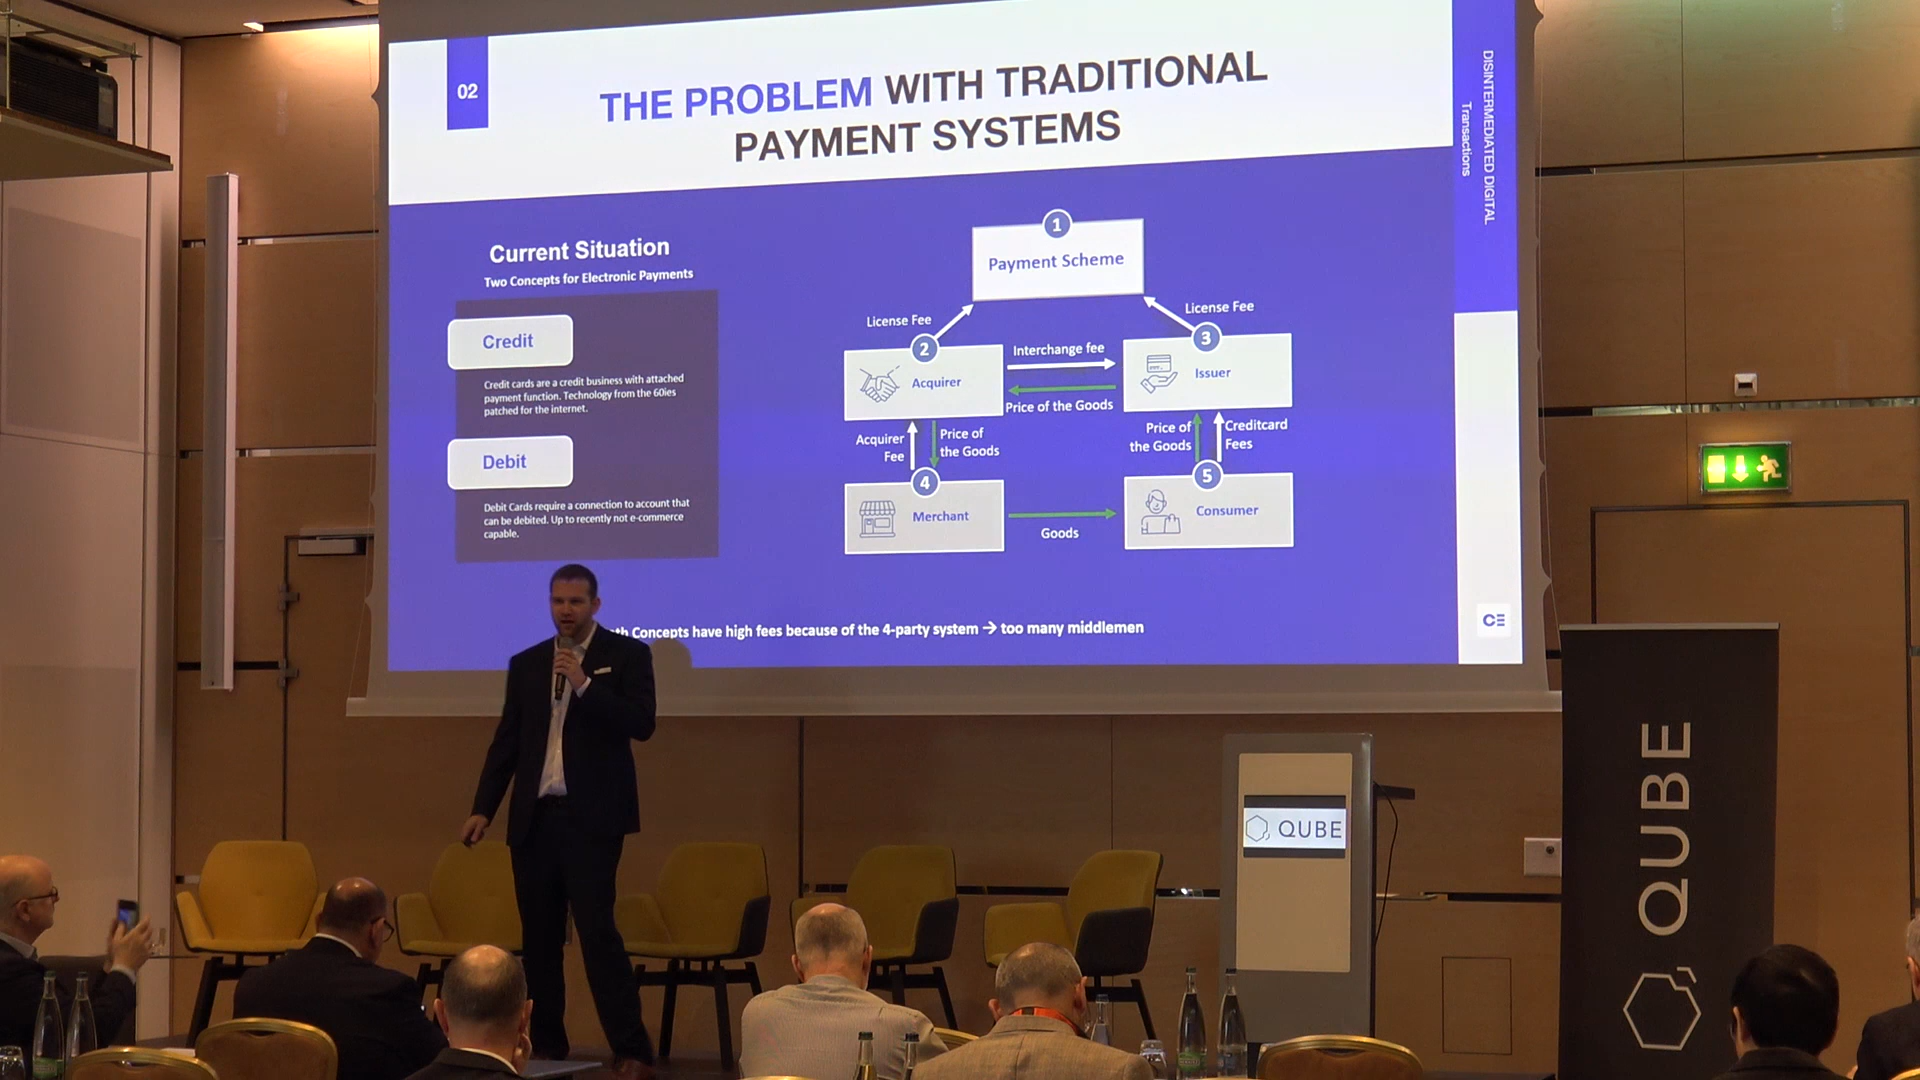 02
THE PROBLEM WITH TRADITIONAL
PAYMENT SYSTEMS
DISINTERMEDIATED DIGITAL
Transactions
Current Situation
Two Concepts for Electronic Payments
Credit
Credit cards are a credit business with attached
payment function. Technology from the 60ies
patched for the internet.
Debit
Debit Cards require a connection to account that
can be debited. Up to recently not e-commerce
capable.
1
Payment Scheme
License Fee
License Fee
2
Acquirer
Interchange fee
Price of the Goods
3
Issuer
Acquirer
Fee
Price of
the Goods
Price of
the Goods
Creditcard
Fees
4
Merchant
Goods
5
Consumer
Concepts have high fees because of the 4-party system → too many middlemen
CE
QUBE
QUBE